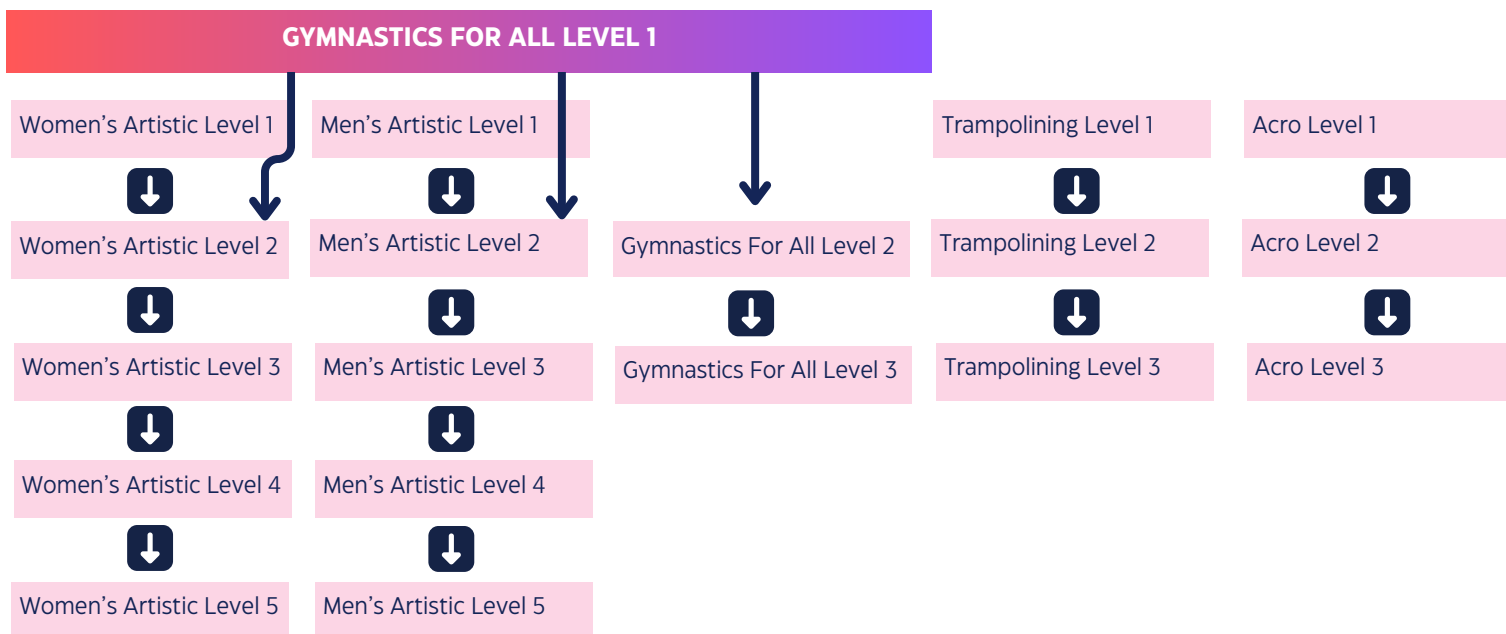 GYMNASTICS FOR ALL LEVEL 1
Women’s Artistic Level 1
Men’s Artistic Level 1
Trampolining Level 1
Acro Level 1
Women’s Artistic Level 2
Men’s Artistic Level 2
Gymnastics For All Level 2
Trampolining Level 2
Acro Level 2
Women’s Artistic Level 3
Men’s Artistic Level 3
Gymnastics For All Level 3
Trampolining Level 3
Acro Level 3
Women’s Artistic Level 4
Men’s Artistic Level 4
Women’s Artistic Level 5
Men’s Artistic Level 5